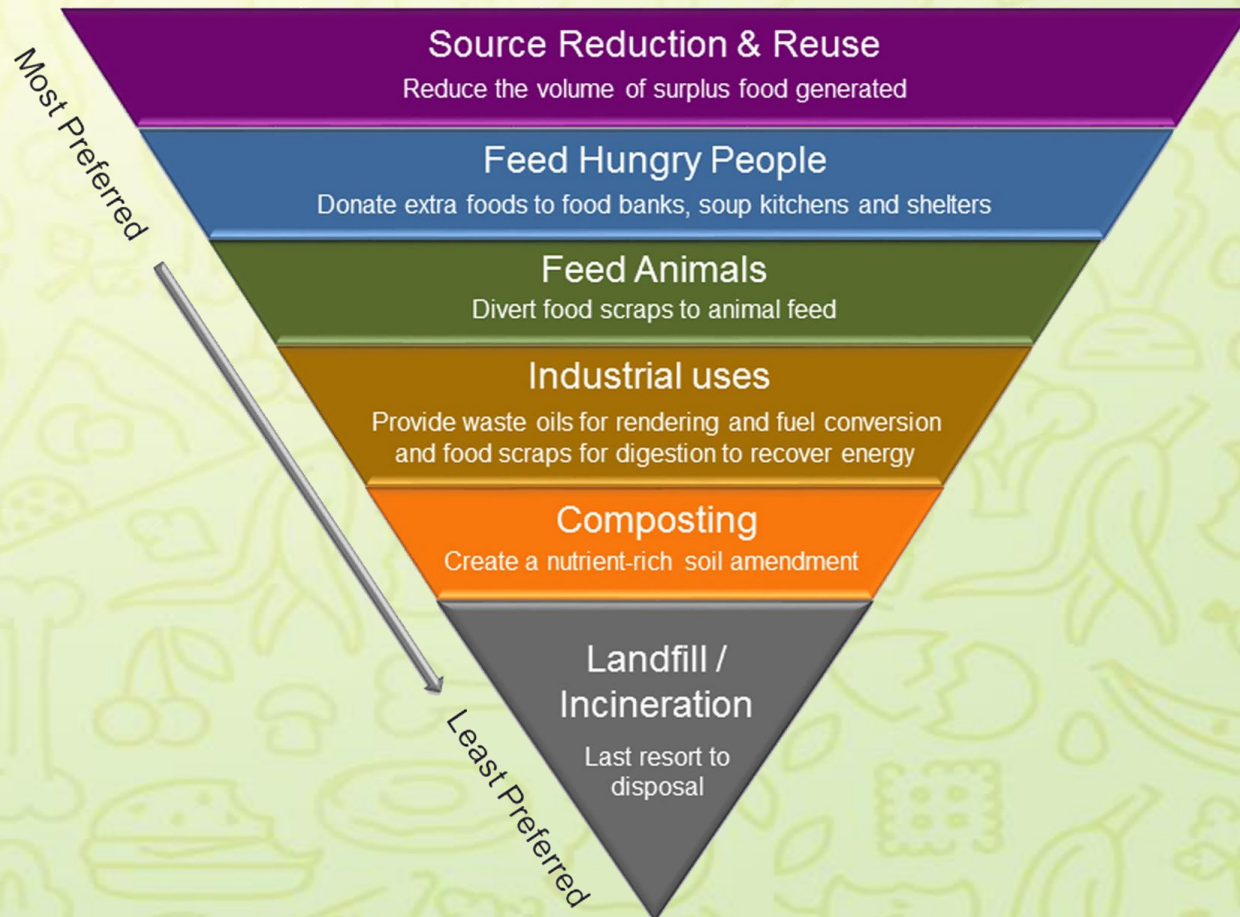 Most Preferred
Source Reduction & Reuse
Reduce the volume of surplus food generated
Feed Hungry People
Donate extra foods to food banks, soup kitchens and shelters
Feed Animals
Divert food scraps to animal feed
Industrial uses
Provide waste oils for rendering and fuel conversion
and food scraps for digestion to recover energy
Composting
Create a nutrient-rich soil amendment
Landfill /
Incineration
Last resort to
disposal
Least Preferred